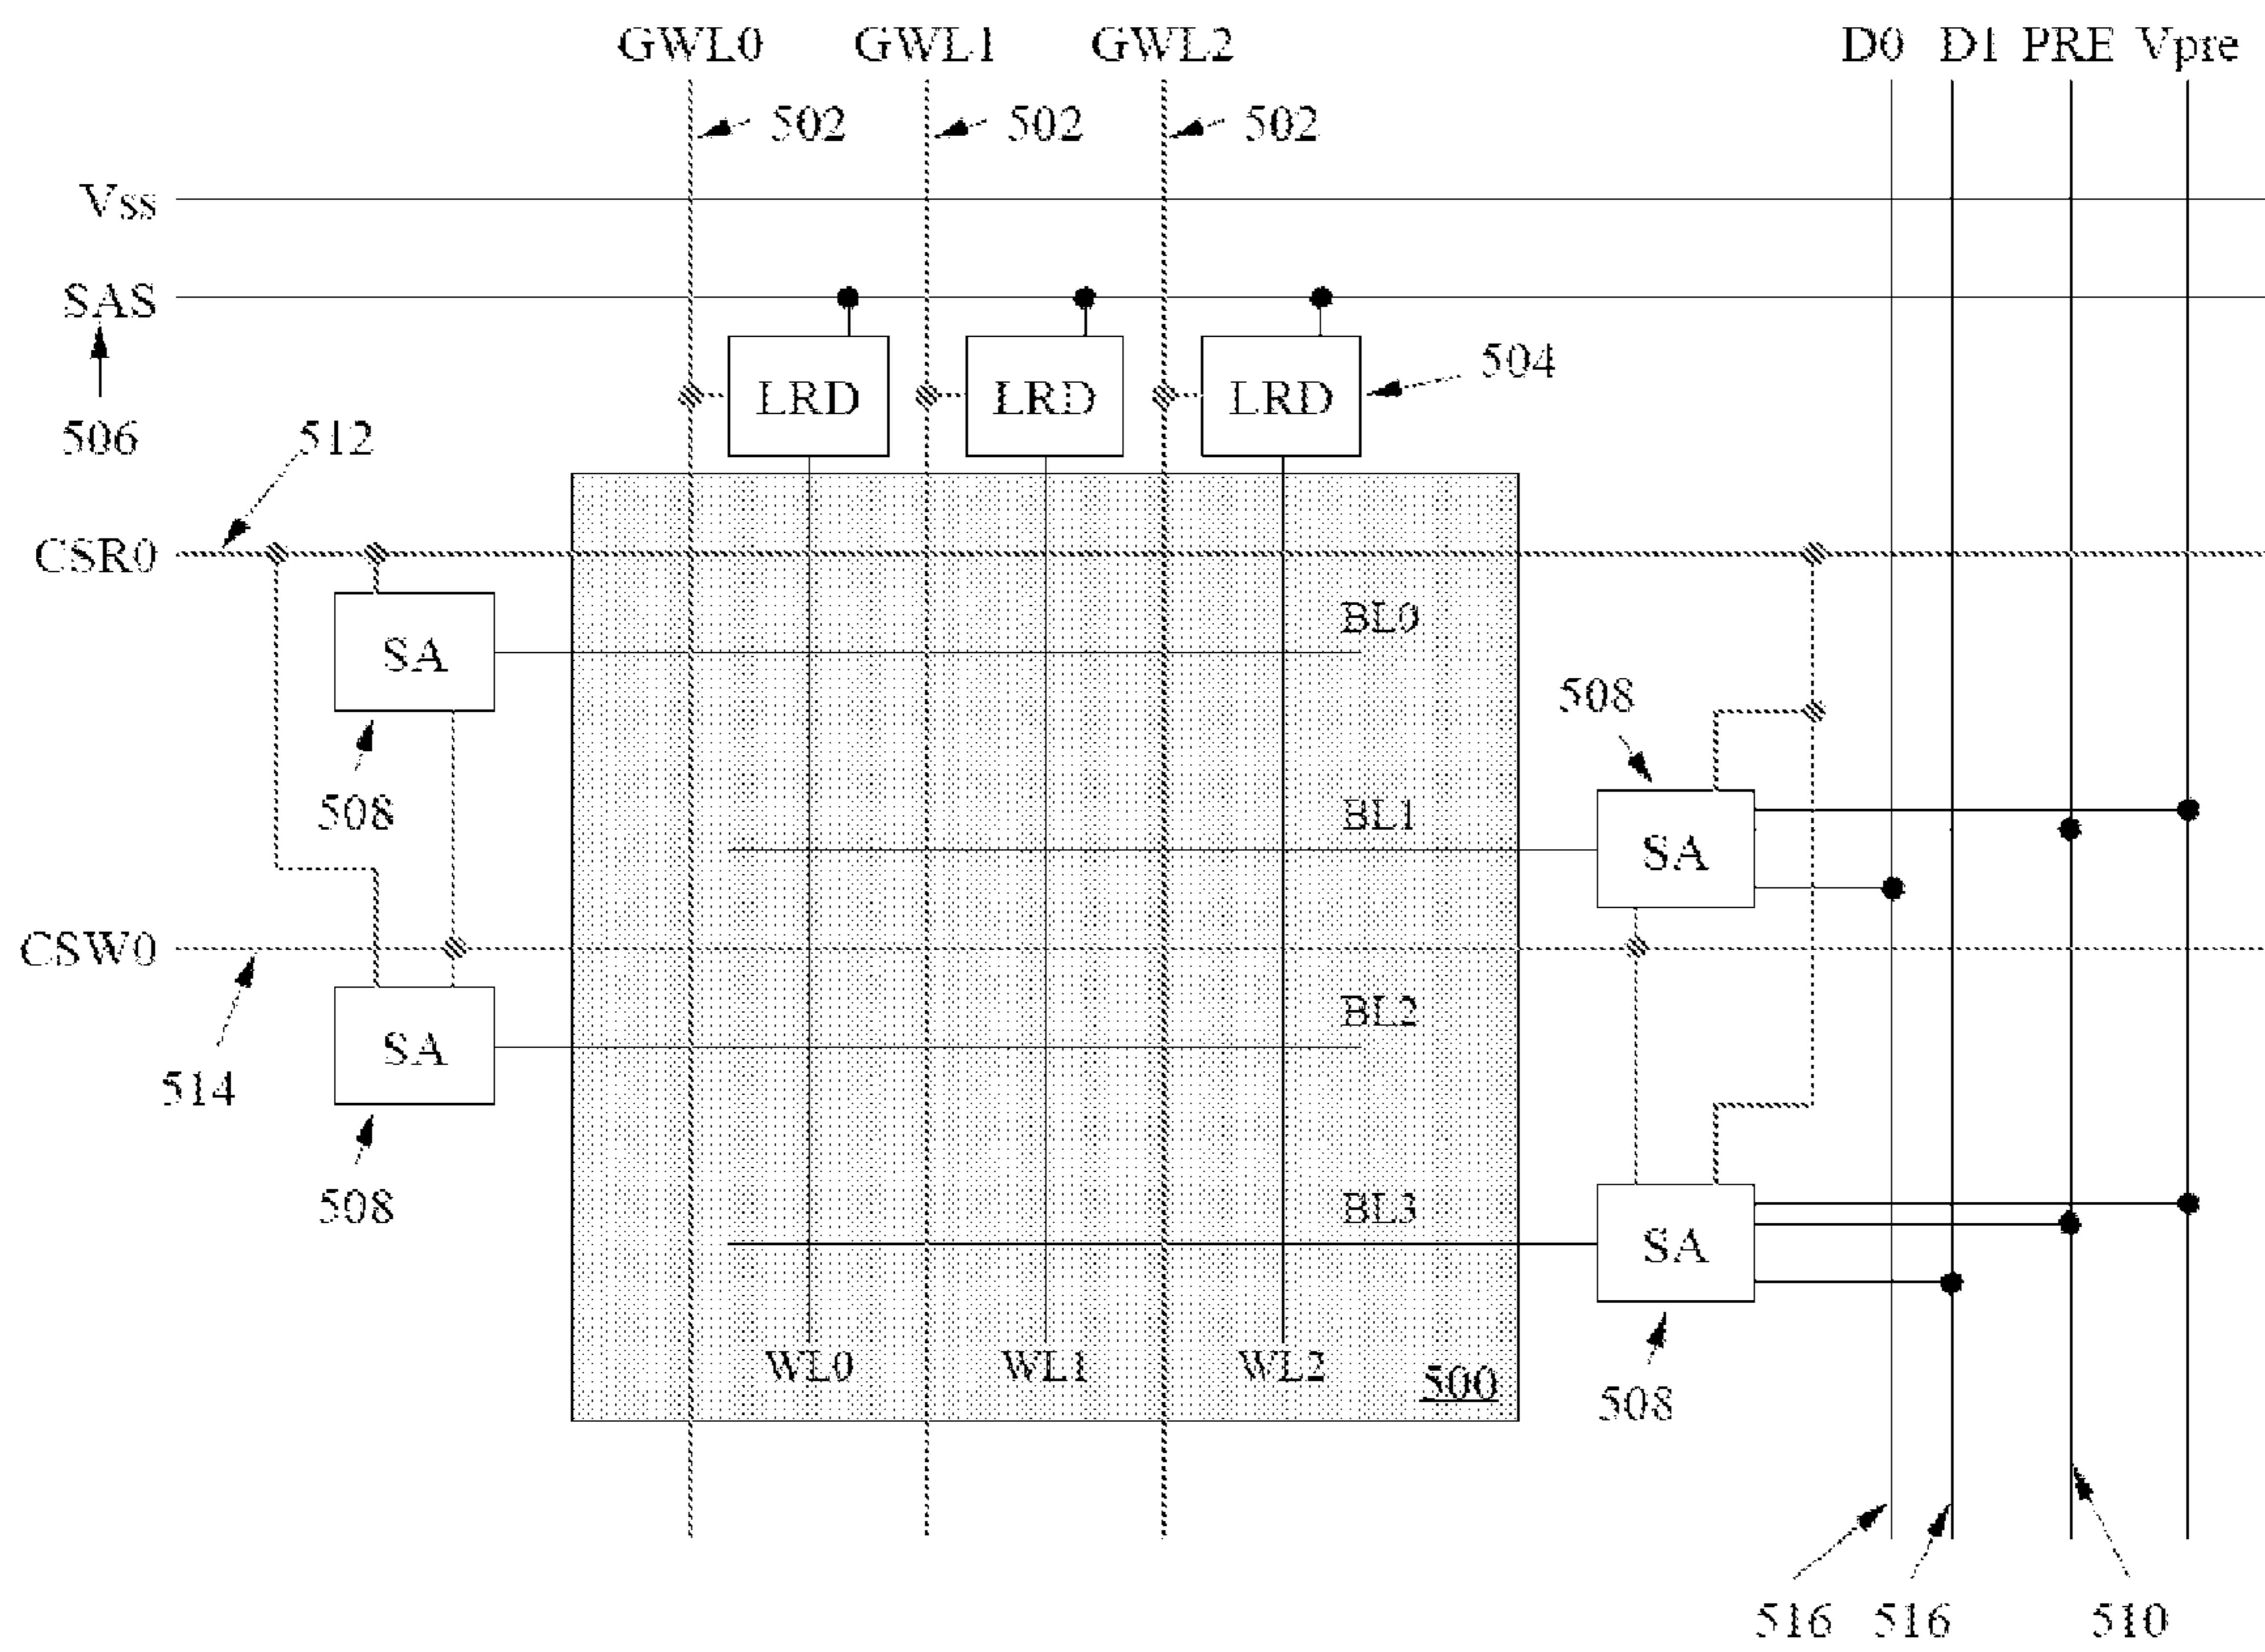 GWL0 GWL1 GWL2 D0 D1 PRE Vpre
502 502 502
Vss
SAS
LRD LRD LRD 504
506 512
CSR0
SA BL0
508
508 BL1 SA
CSW0
SA BL2
514
508 BL3 SA
WL0 WL1 WL2 500 508
516 516 510